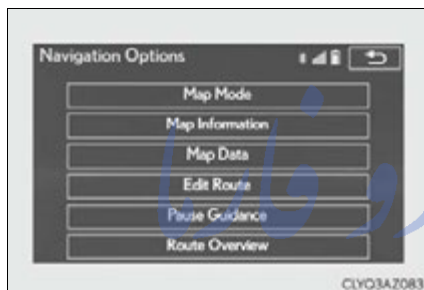 Navigation Options
Map Mode
Map Information
Map Data
Edit Route
Pause Guidance
Route Overview
CLYO3AZ083